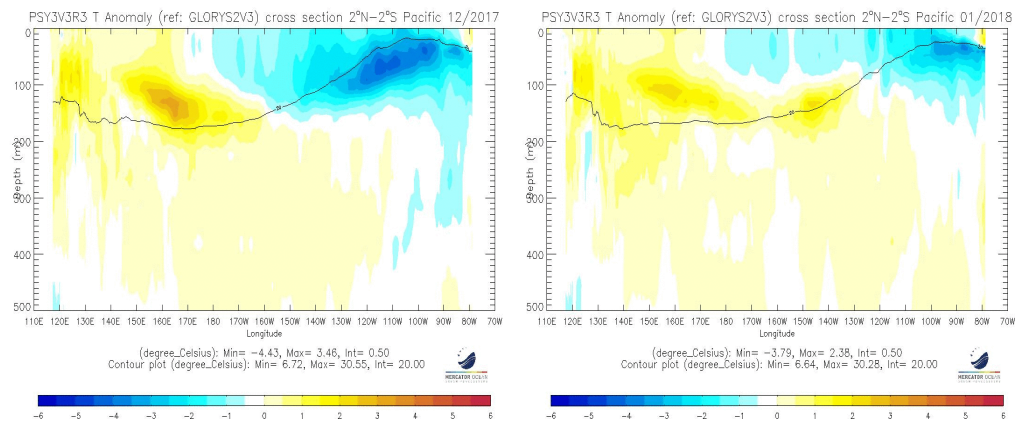 PSY3V3R3 T Anomaly (ref: GLORYS2V3) cross section 2°N-2°S Pacific 12/2017
0
100
200
300
400
500
Depth (m)
20
110E 120E 130E 140E 150E 160E 170E 180E 170W 160W 150W 140W 130W 120W 110W 100W 90W 80W 70W
Longitude
(degree_Celsius): Min= -4.43, Max= 3.46, Int= 0.50
Contour plot (degree_Celsius): Min= 6.72, Max= 30.55, Int= 20.00
MERCATOR OCEAN
-6 -5 -4 -3 -2 -1 0 1 2 3 4 5 6
PSY3V3R3 T Anomaly (ref: GLORYS2V3) cross section 2°N-2°S Pacific 01/2018
0
100
200
300
400
500
Depth (m)
20
110E 120E 130E 140E 150E 160E 170E 180E 170W 160W 150W 140W 130W 120W 110W 100W 90W 80W 70W
Longitude
(degree_Celsius): Min= -3.79, Max= 2.38, Int= 0.50
Contour plot (degree_Celsius): Min= 6.64, Max= 30.28, Int= 20.00
MERCATOR OCEAN
-6 -5 -4 -3 -2 -1 0 1 2 3 4 5 6